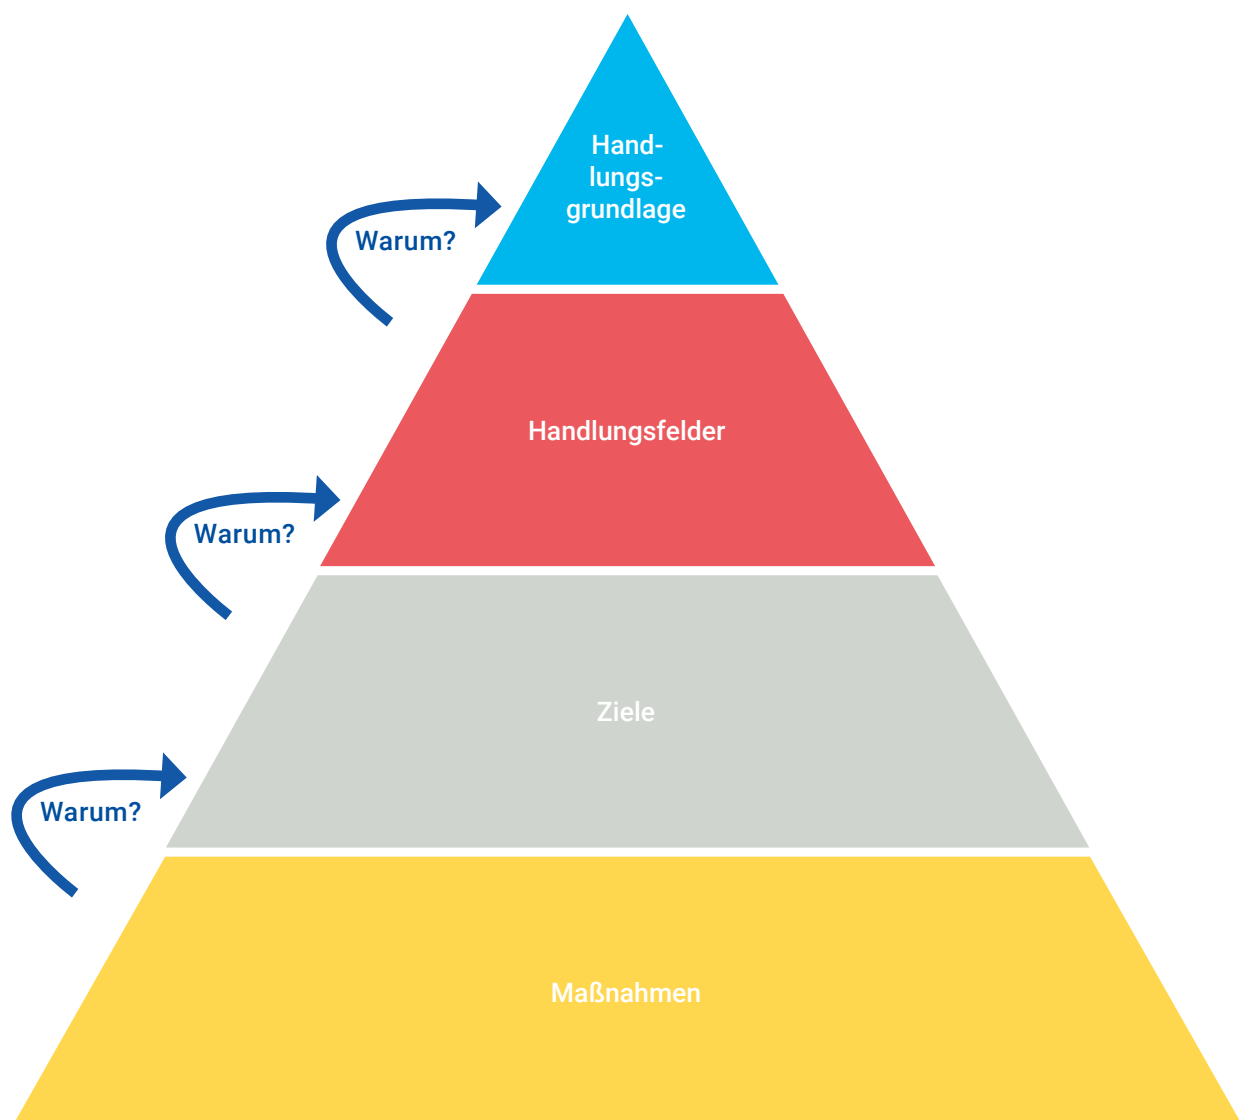 Hand-
lungs-
grundlage
Warum?
Handlungsfelder
Warum?
Ziele
Warum?
Maßnahmen